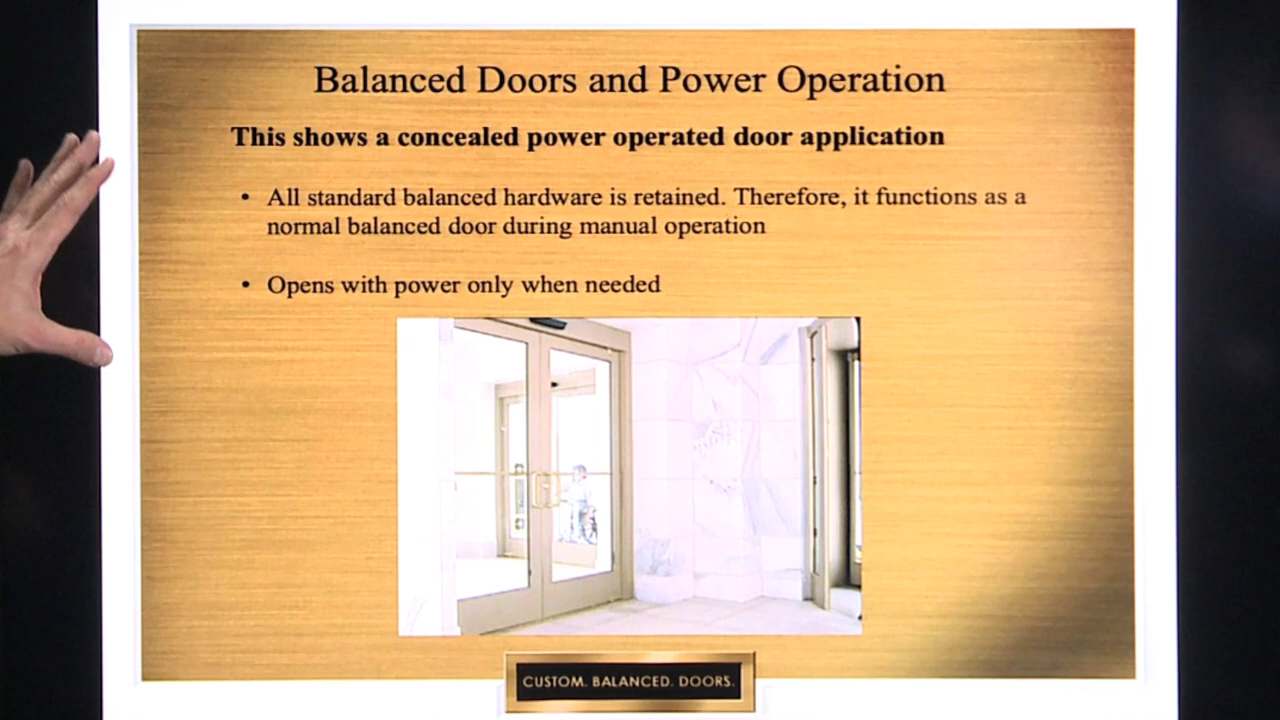 Balanced Doors and Power Operation
This shows a concealed power operated door application
• All standard balanced hardware is retained. Therefore, it functions as a
normal balanced door during manual operation
• Opens with power only when needed
CUSTOM. BALANCED. DOORS.